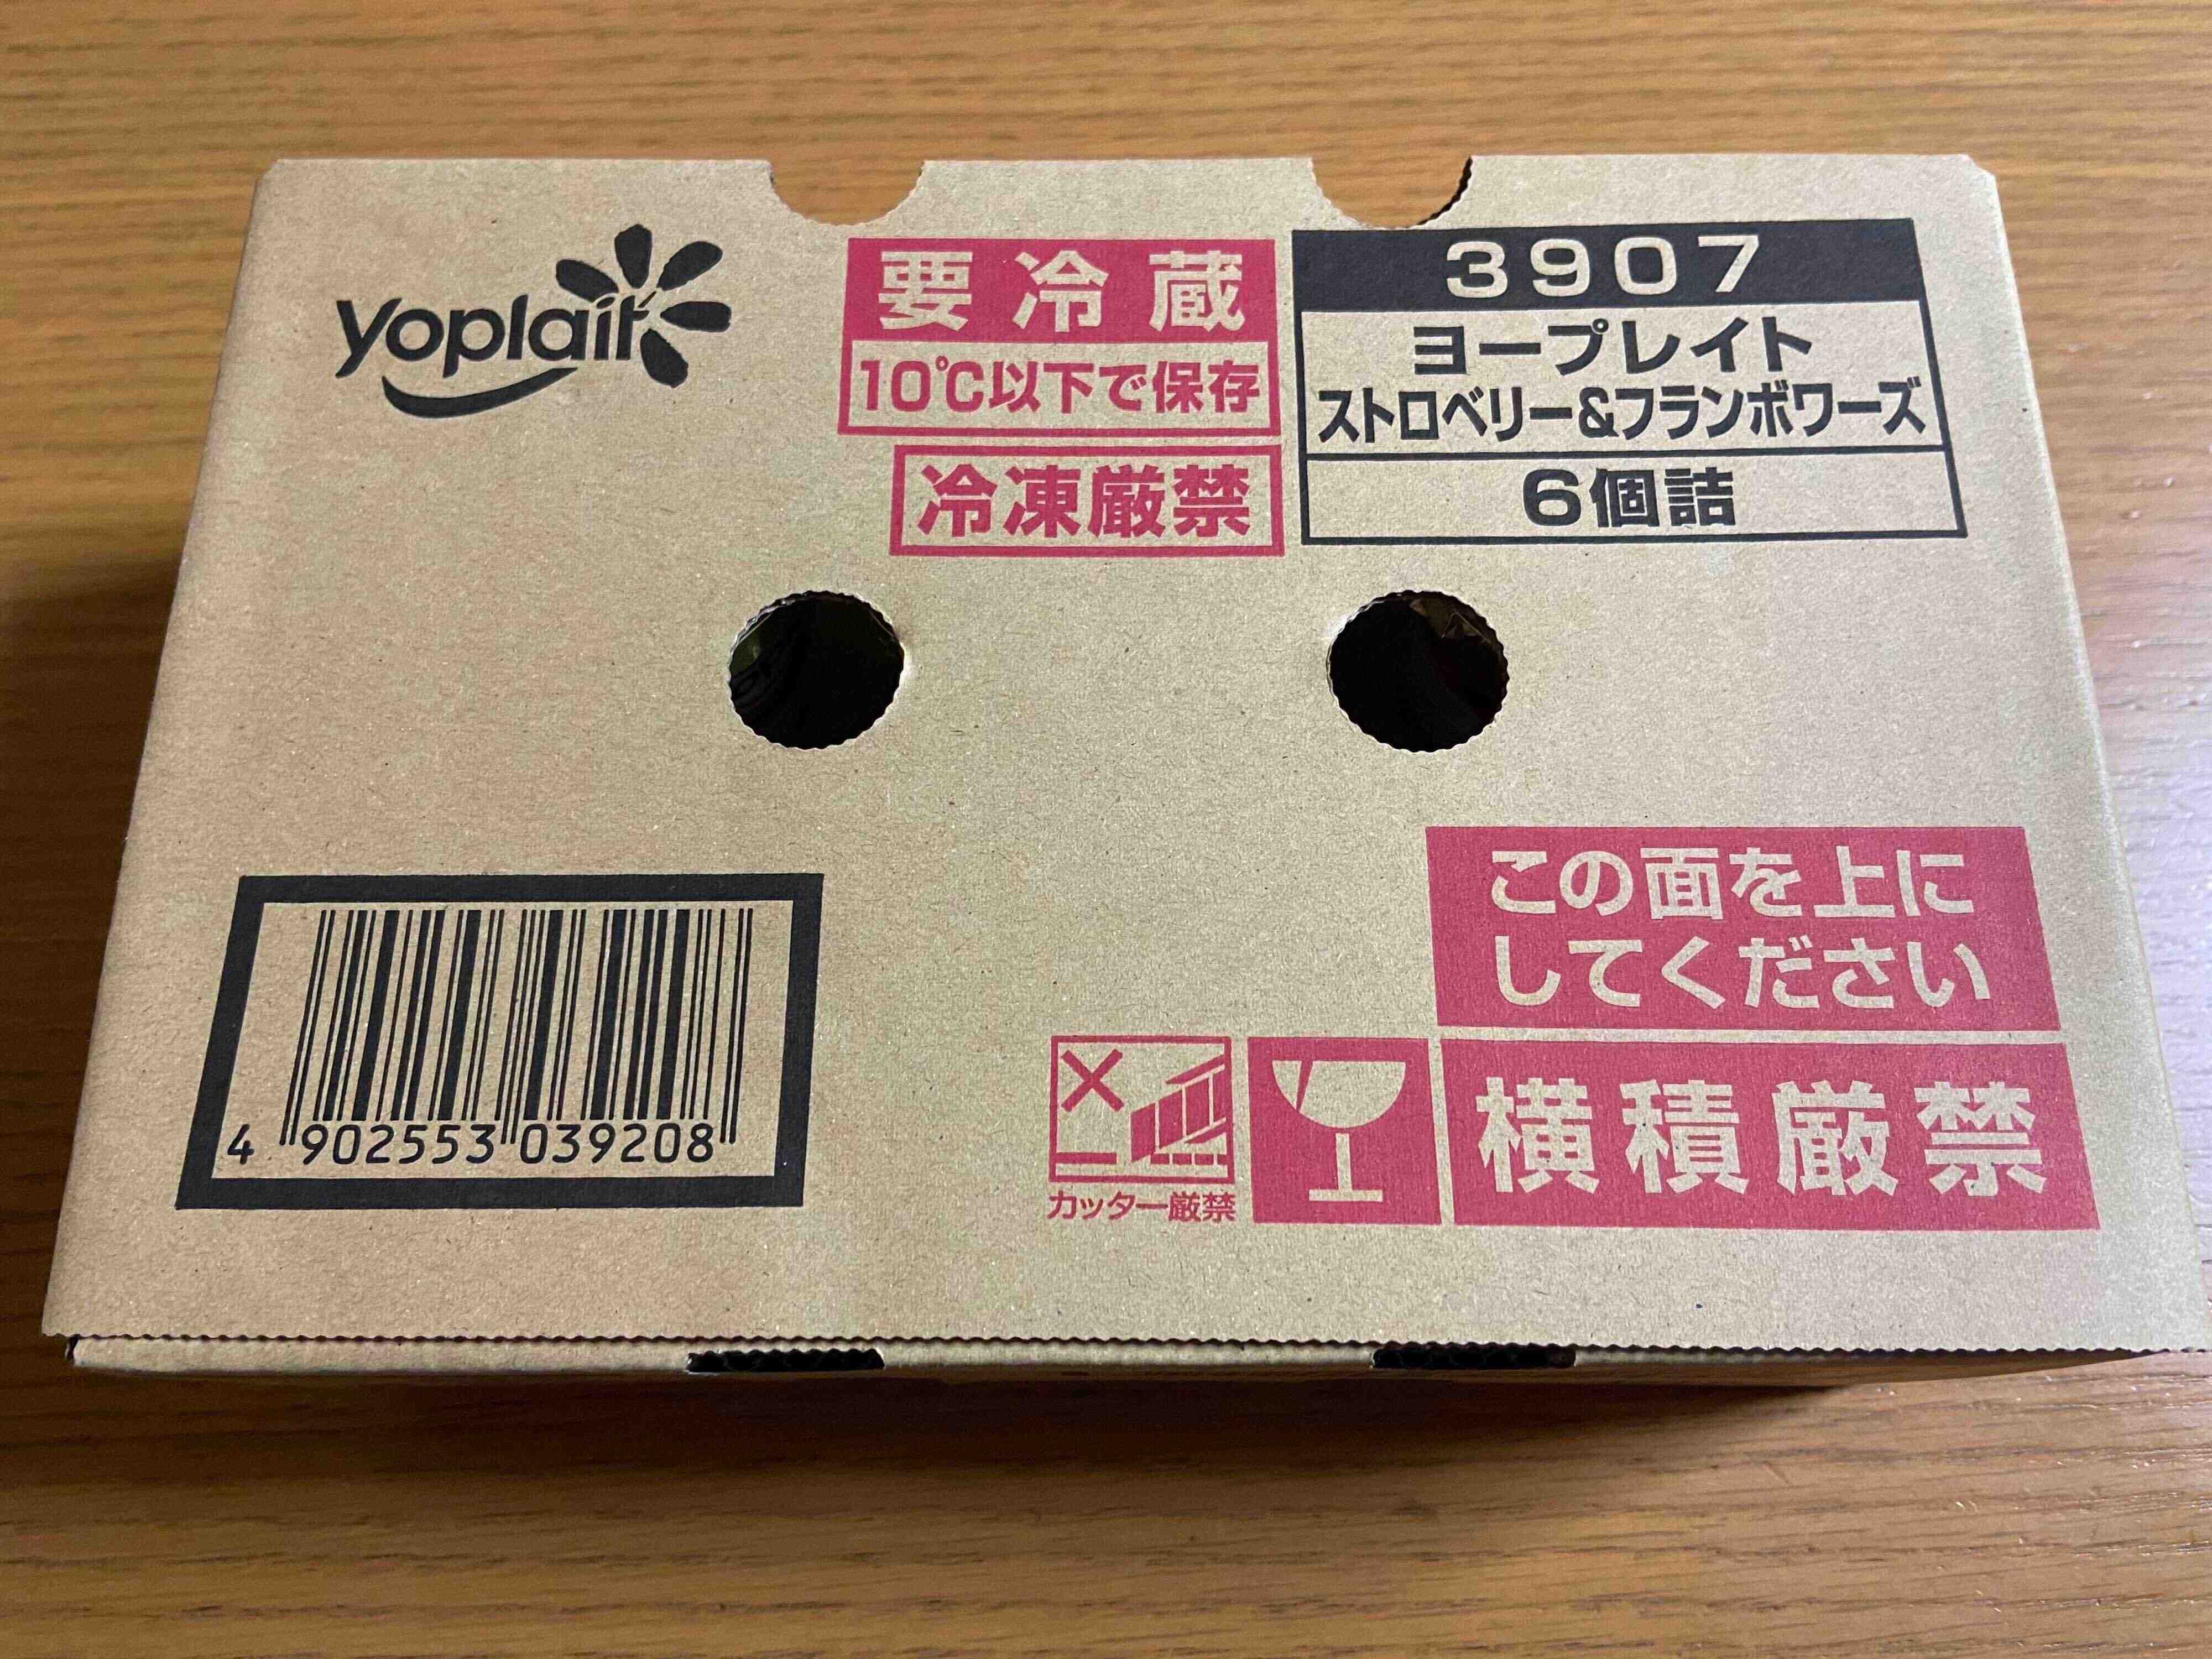 yoplait
要冷蔵
10℃以下で保存
冷凍厳禁
3907
ヨープレイト
ストロベリー&フランボワーズ
6個詰
4 902553 039208
この面を上に
してください
カッター厳禁
横積厳禁